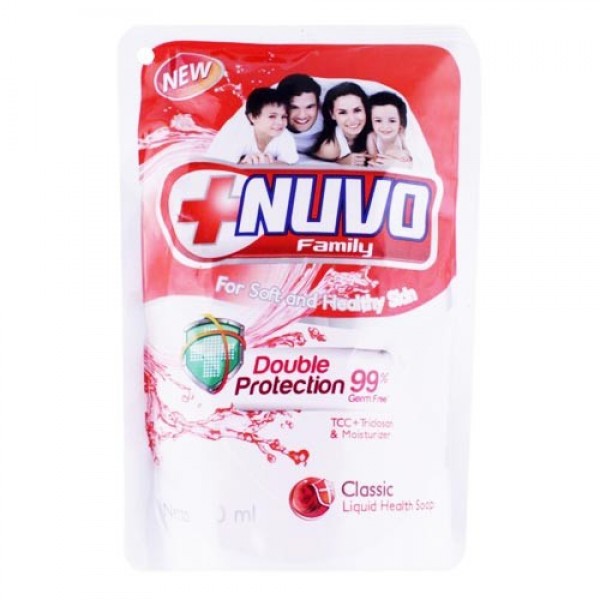 NEW
NUVO
Family
For Soft and Healthy Skin
Double
Protection 99%
Germ Free
TCC + Triclosan
& Moisturizer
Classic
Liquid Health Soap
ml